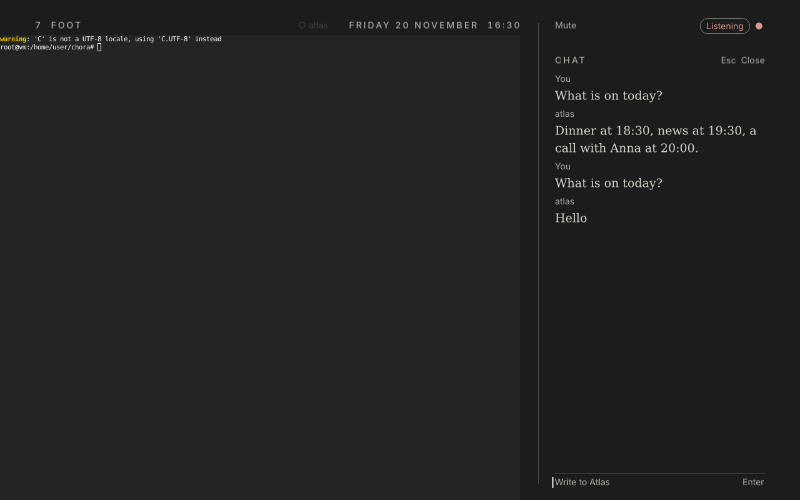 7 FOOT
O atlas
FRIDAY 20 NOVEMBER 16:30
warning: 'C' is not a UTF-8 locale, using 'C.UTF-8' instead
root@vm:/home/user/chora#
Mute
Listening
CHAT
Esc Close
You
What is on today?
atlas
Dinner at 18:30, news at 19:30, a
call with Anna at 20:00.
You
What is on today?
atlas
Hello
Write to Atlas
Enter